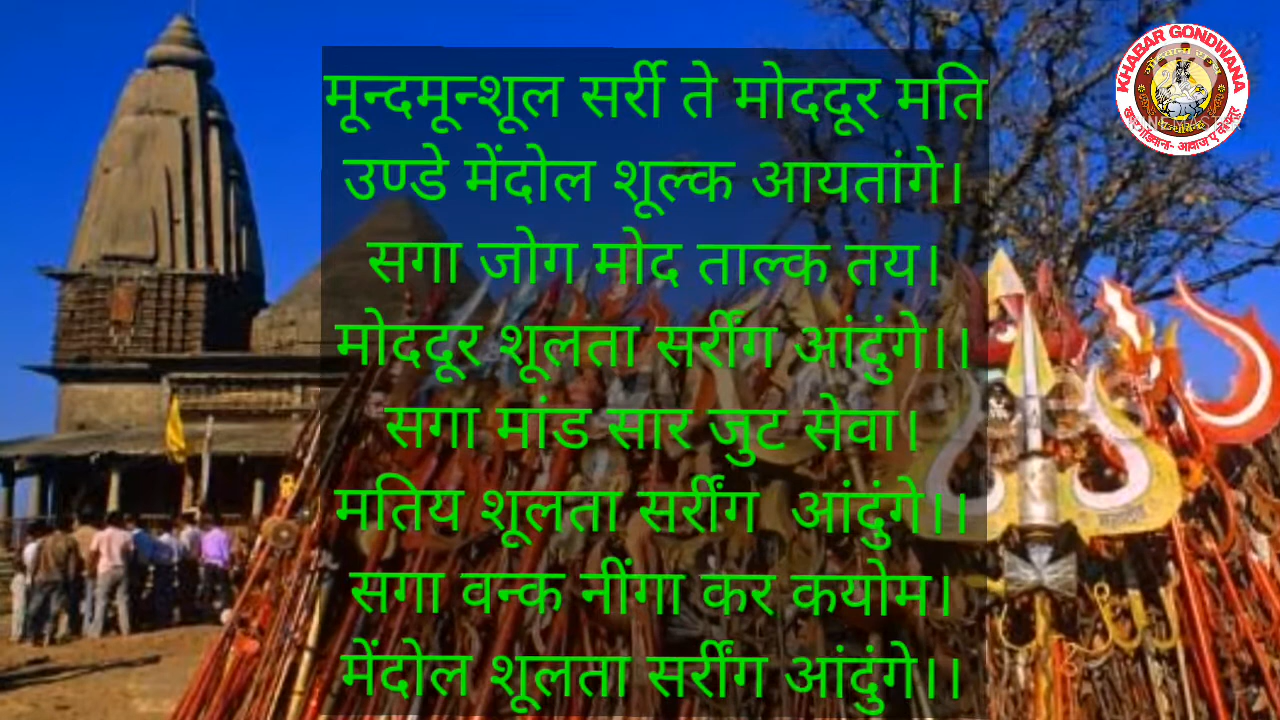 मून्दमून्शूल सर्री ते मोददूर मति
उण्डे मेंदोल शूल्क आयतांगे।
सगा जोग मोद ताल्क तय।
मोददूर शूलता सर्रींग आंदुंगे।।
सगा मांड सार जुट सेवा।
मतिय शूलता सर्रींग आंदुंगे।।
सगा वन्क नींगा कर कयोम।
मेंदोल शूलता सर्रींग आंदुंगे।।
KHABAR GONDWANA